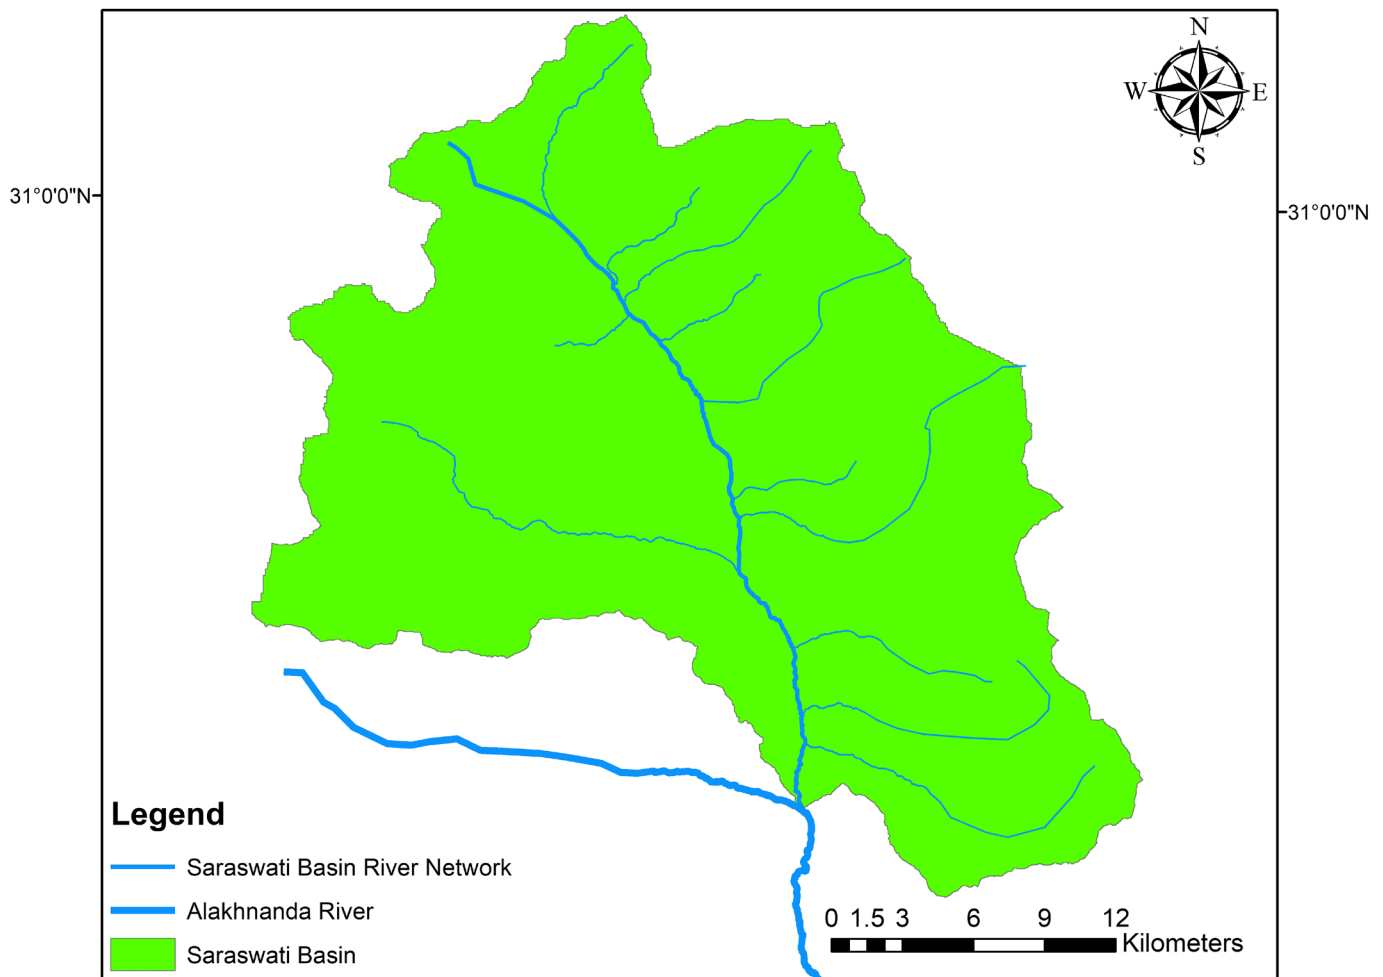 N
W E
S
31°0'0"N
31°0'0"N
Legend
Saraswati Basin River Network
Alakhnanda River
Saraswati Basin
0 1.5 3 6 9 12
Kilometers